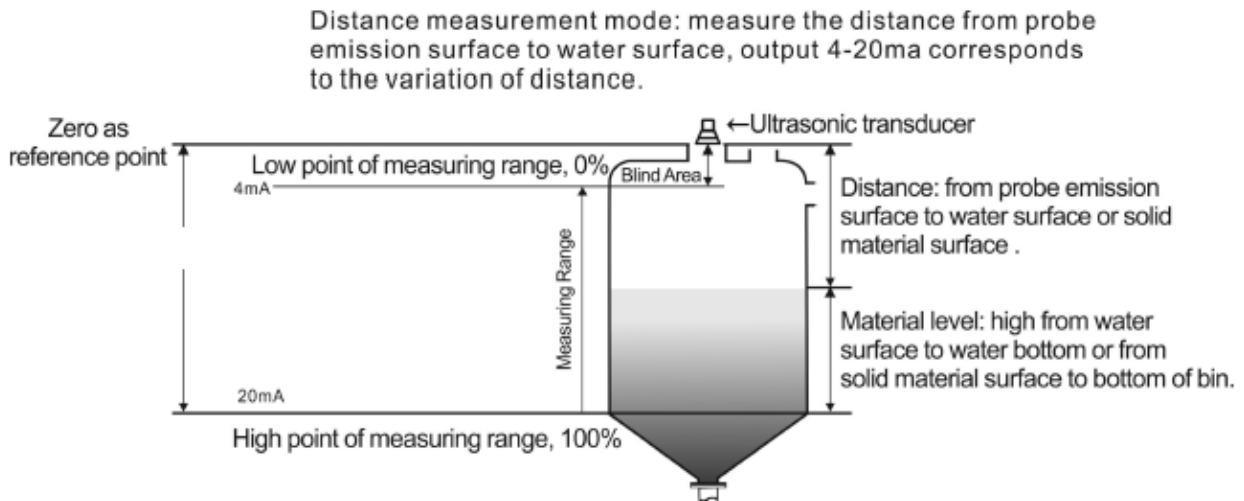 Distance measurement mode: measure the distance from probe
emission surface to water surface, output 4-20ma corresponds
to the variation of distance.
Zero as
reference point
←Ultrasonic transducer
Low point of measuring range, 0%
Blind Area
4mA
Distance: from probe emission
surface to water surface or solid
material surface .
Measuring Range
Material level: high from water
surface to water bottom or from
solid material surface to bottom of bin.
20mA
High point of measuring range, 100%